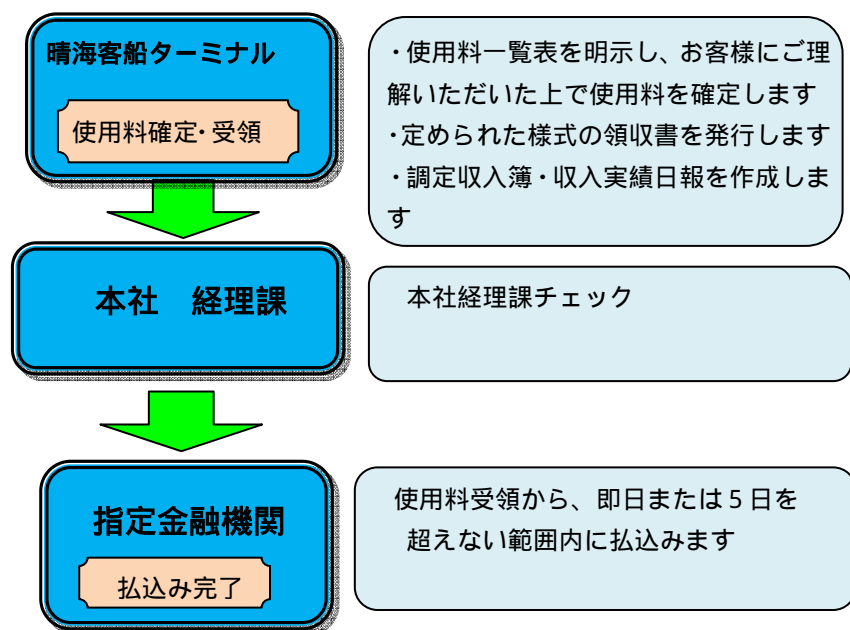 晴海客船ターミナル
使用料確定・受領
・使用料一覧表を明示し、お客様にご理
解いただいた上で使用料を確定します
・定められた様式の領収書を発行します
・調定収入簿・収入実績日報を作成しま
す
本社　経理課
本社経理課チェック
指定金融機関
払込み完了
使用料受領から、即日または5日を
超えない範囲内に払込みます